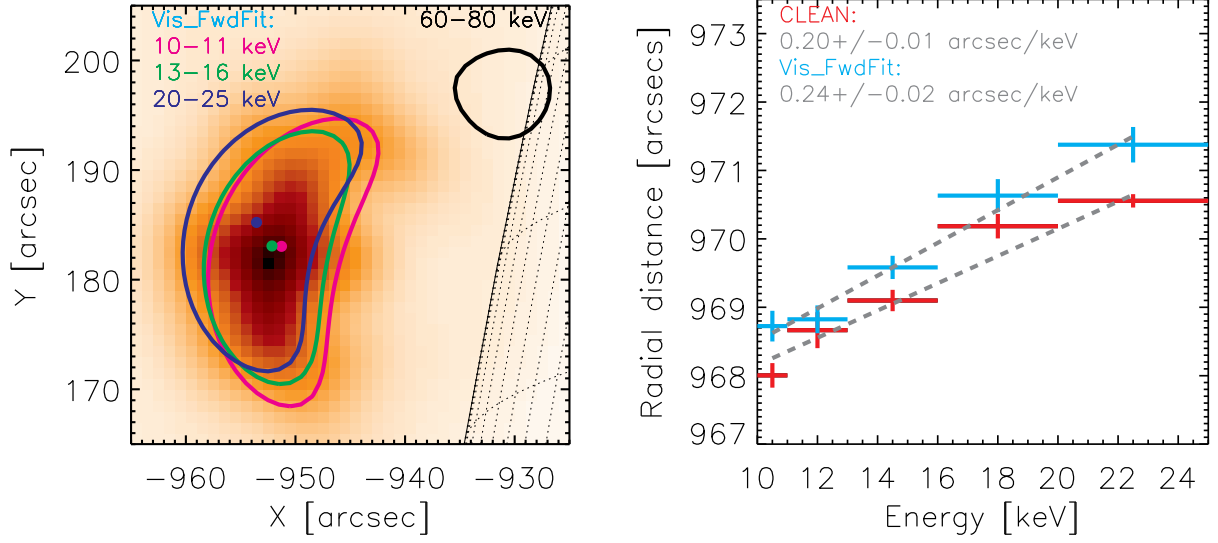 Vis_FwdFit:
10−11 keV
13−16 keV
20−25 keV
60−80 keV
200
190
180
170
Y [arcsec]
−960
−950
−940
−930
X [arcsec]
CLEAN:
0.20+/−0.01 arcsec/keV
Vis_FwdFit:
0.24+/−0.02 arcsec/keV
973
972
971
970
969
968
967
Radial distance [arcsecs]
10
12
14
16
18
20
22
24
Energy [keV]